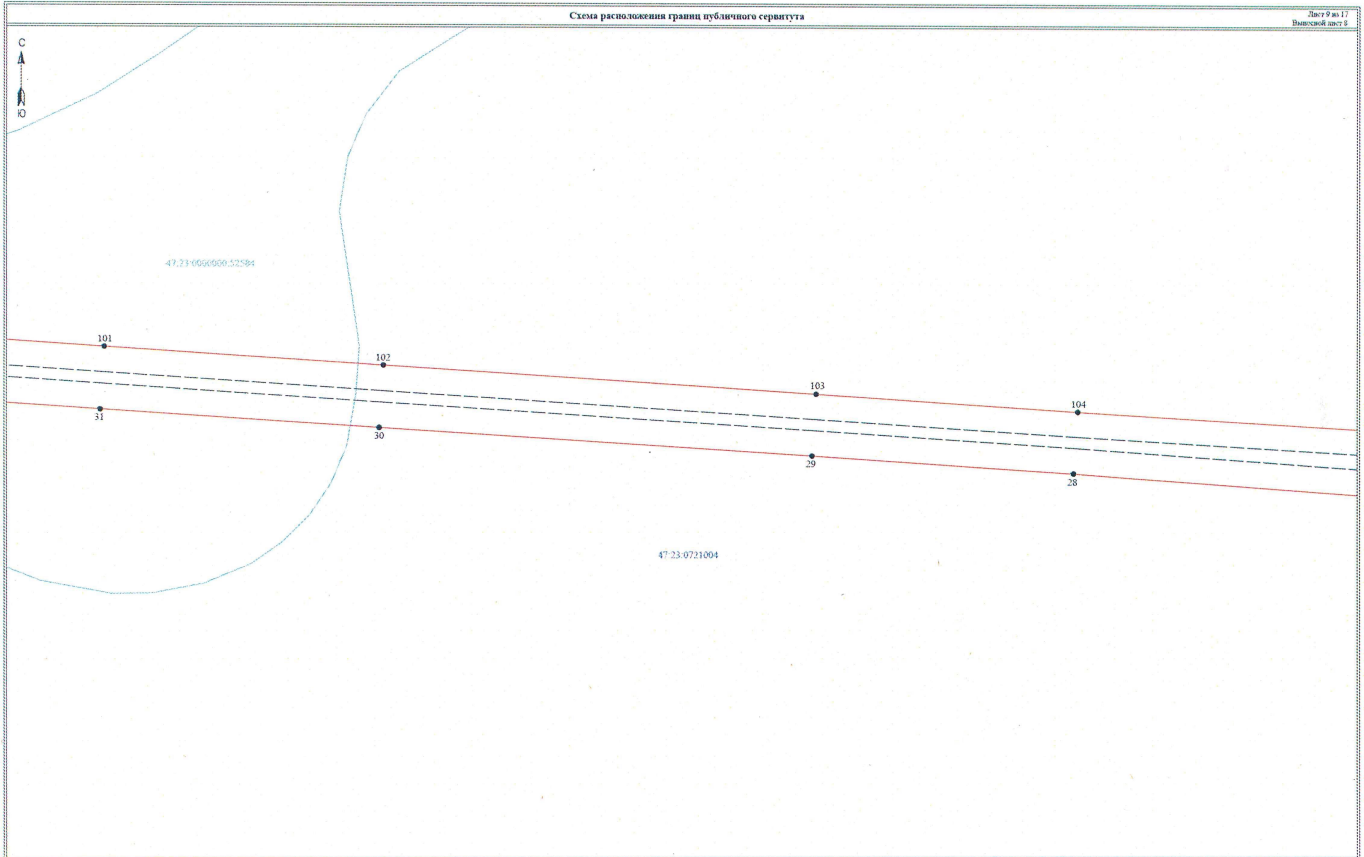 Схема расположения границ публичного сервитута
Лист 9 из 17
Выносной лист 8
С
Ю
47:23:0000000:52584
101
102
103
104
31
30
29
28
47:23:0721004